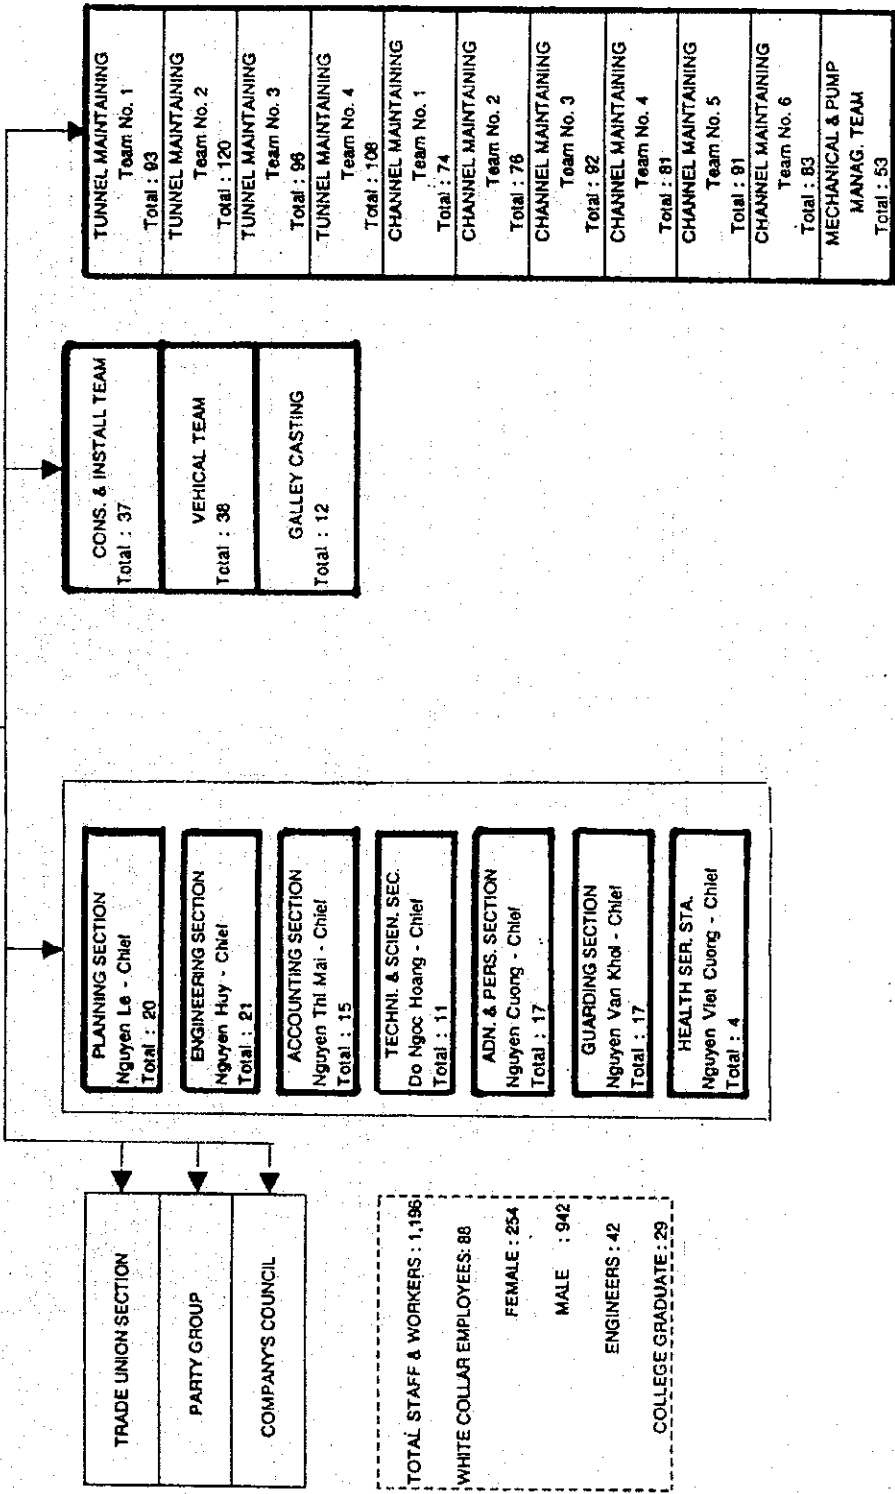 TRADE UNION SECTION
PARTY GROUP
COMPANY'S COUNCIL
TOTAL STAFF & WORKERS : 1,196
WHITE COLLAR EMPLOYEES: 88
FEMALE : 254
MALE : 942
ENGINEERS : 42
COLLEGE GRADUATE : 29
PLANNING SECTION
Nguyen Le - Chief
Total : 20
ENGINEERING SECTION
Nguyen Huy - Chief
Total : 21
ACCOUNTING SECTION
Nguyen Thi Mai - Chief
Total : 15
TECHNI. & SCIEN. SEC.
Do Ngoc Hoang - Chief
Total : 11
ADN. & PERS. SECTION
Nguyen Cuong - Chief
Total : 17
GUARDING SECTION
Nguyen Van Khoi - Chief
Total : 17
HEALTH SER. STA.
Nguyen Viet Cuong - Chief
Total : 4
CONS. & INSTALL TEAM
Total : 37
VEHICAL TEAM
Total : 38
GALLEY CASTING
Total : 12
TUNNEL MAINTAINING
Team No. 1
Total : 93
TUNNEL MAINTAINING
Team No. 2
Total : 120
TUNNEL MAINTAINING
Team No. 3
Total : 96
TUNNEL MAINTAINING
Team No. 4
Total : 108
CHANNEL MAINTAINING
Team No. 1
Total : 74
CHANNEL MAINTAINING
Team No. 2
Total : 76
CHANNEL MAINTAINING
Team No. 3
Total : 92
CHANNEL MAINTAINING
Team No. 4
Total : 81
CHANNEL MAINTAINING
Team No. 5
Total : 91
CHANNEL MAINTAINING
Team No. 6
Total : 83
MECHANICAL & PUMP
MANAG. TEAM
Total : 53